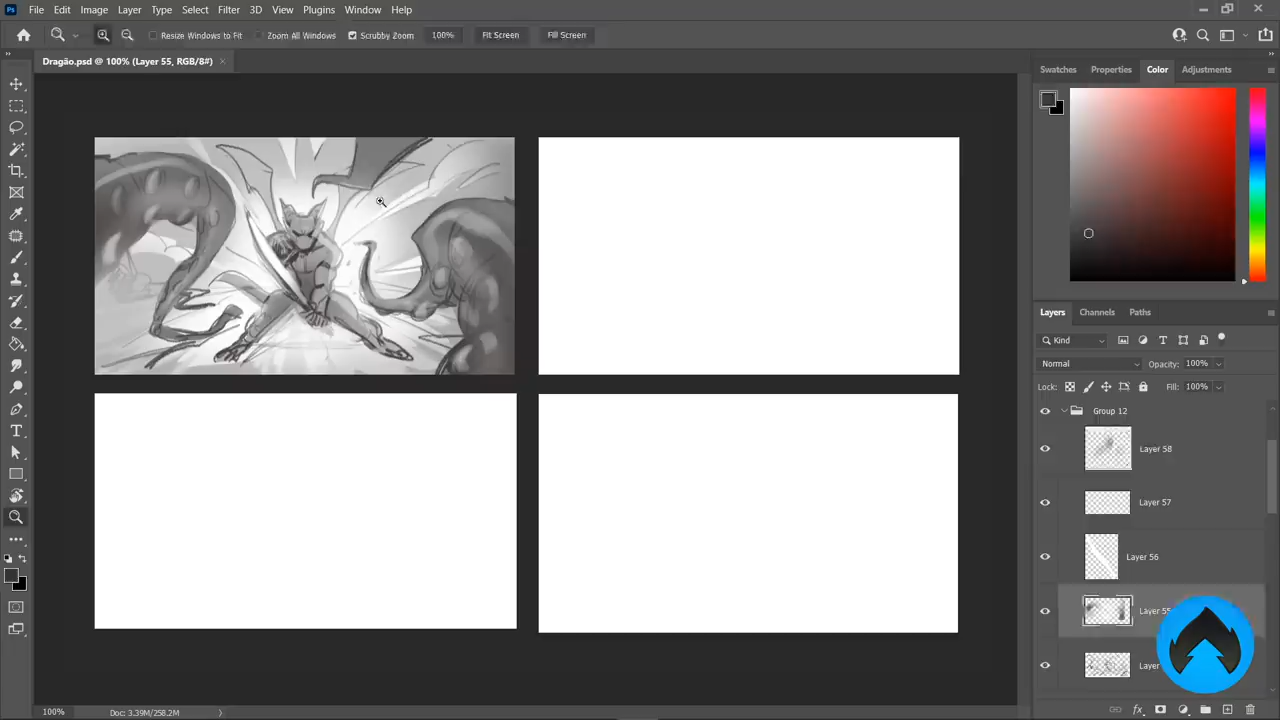 Ps File Edit Image Layer Type Select Filter 3D View Plugins Window Help
Resize Windows to Fit Zoom All Windows Scrubby Zoom 100% Fit Screen Fill Screen
Dragão.psd @ 100% (Layer 55, RGB/8#) ×
Swatches Properties Color Adjustments
Layers Channels Paths
Kind
Normal Opacity: 100%
Lock: Fill: 100%
Group 12
Layer 58
Layer 57
Layer 56
Layer 55
Layer
100% Doc: 3.39M/258.2M